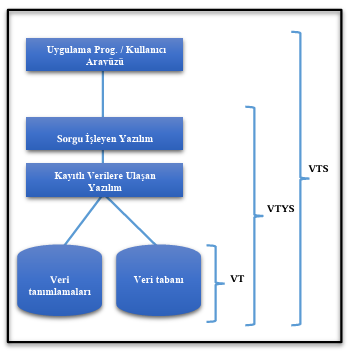 Uygulama Prog. / Kullanıcı
Arayüzü
Sorgu İşleyen Yazılım
Kayıtlı Verilere Ulaşan
Yazılım
VTS
VTYS
Veri
tanımlamaları
Veri tabanı
VT